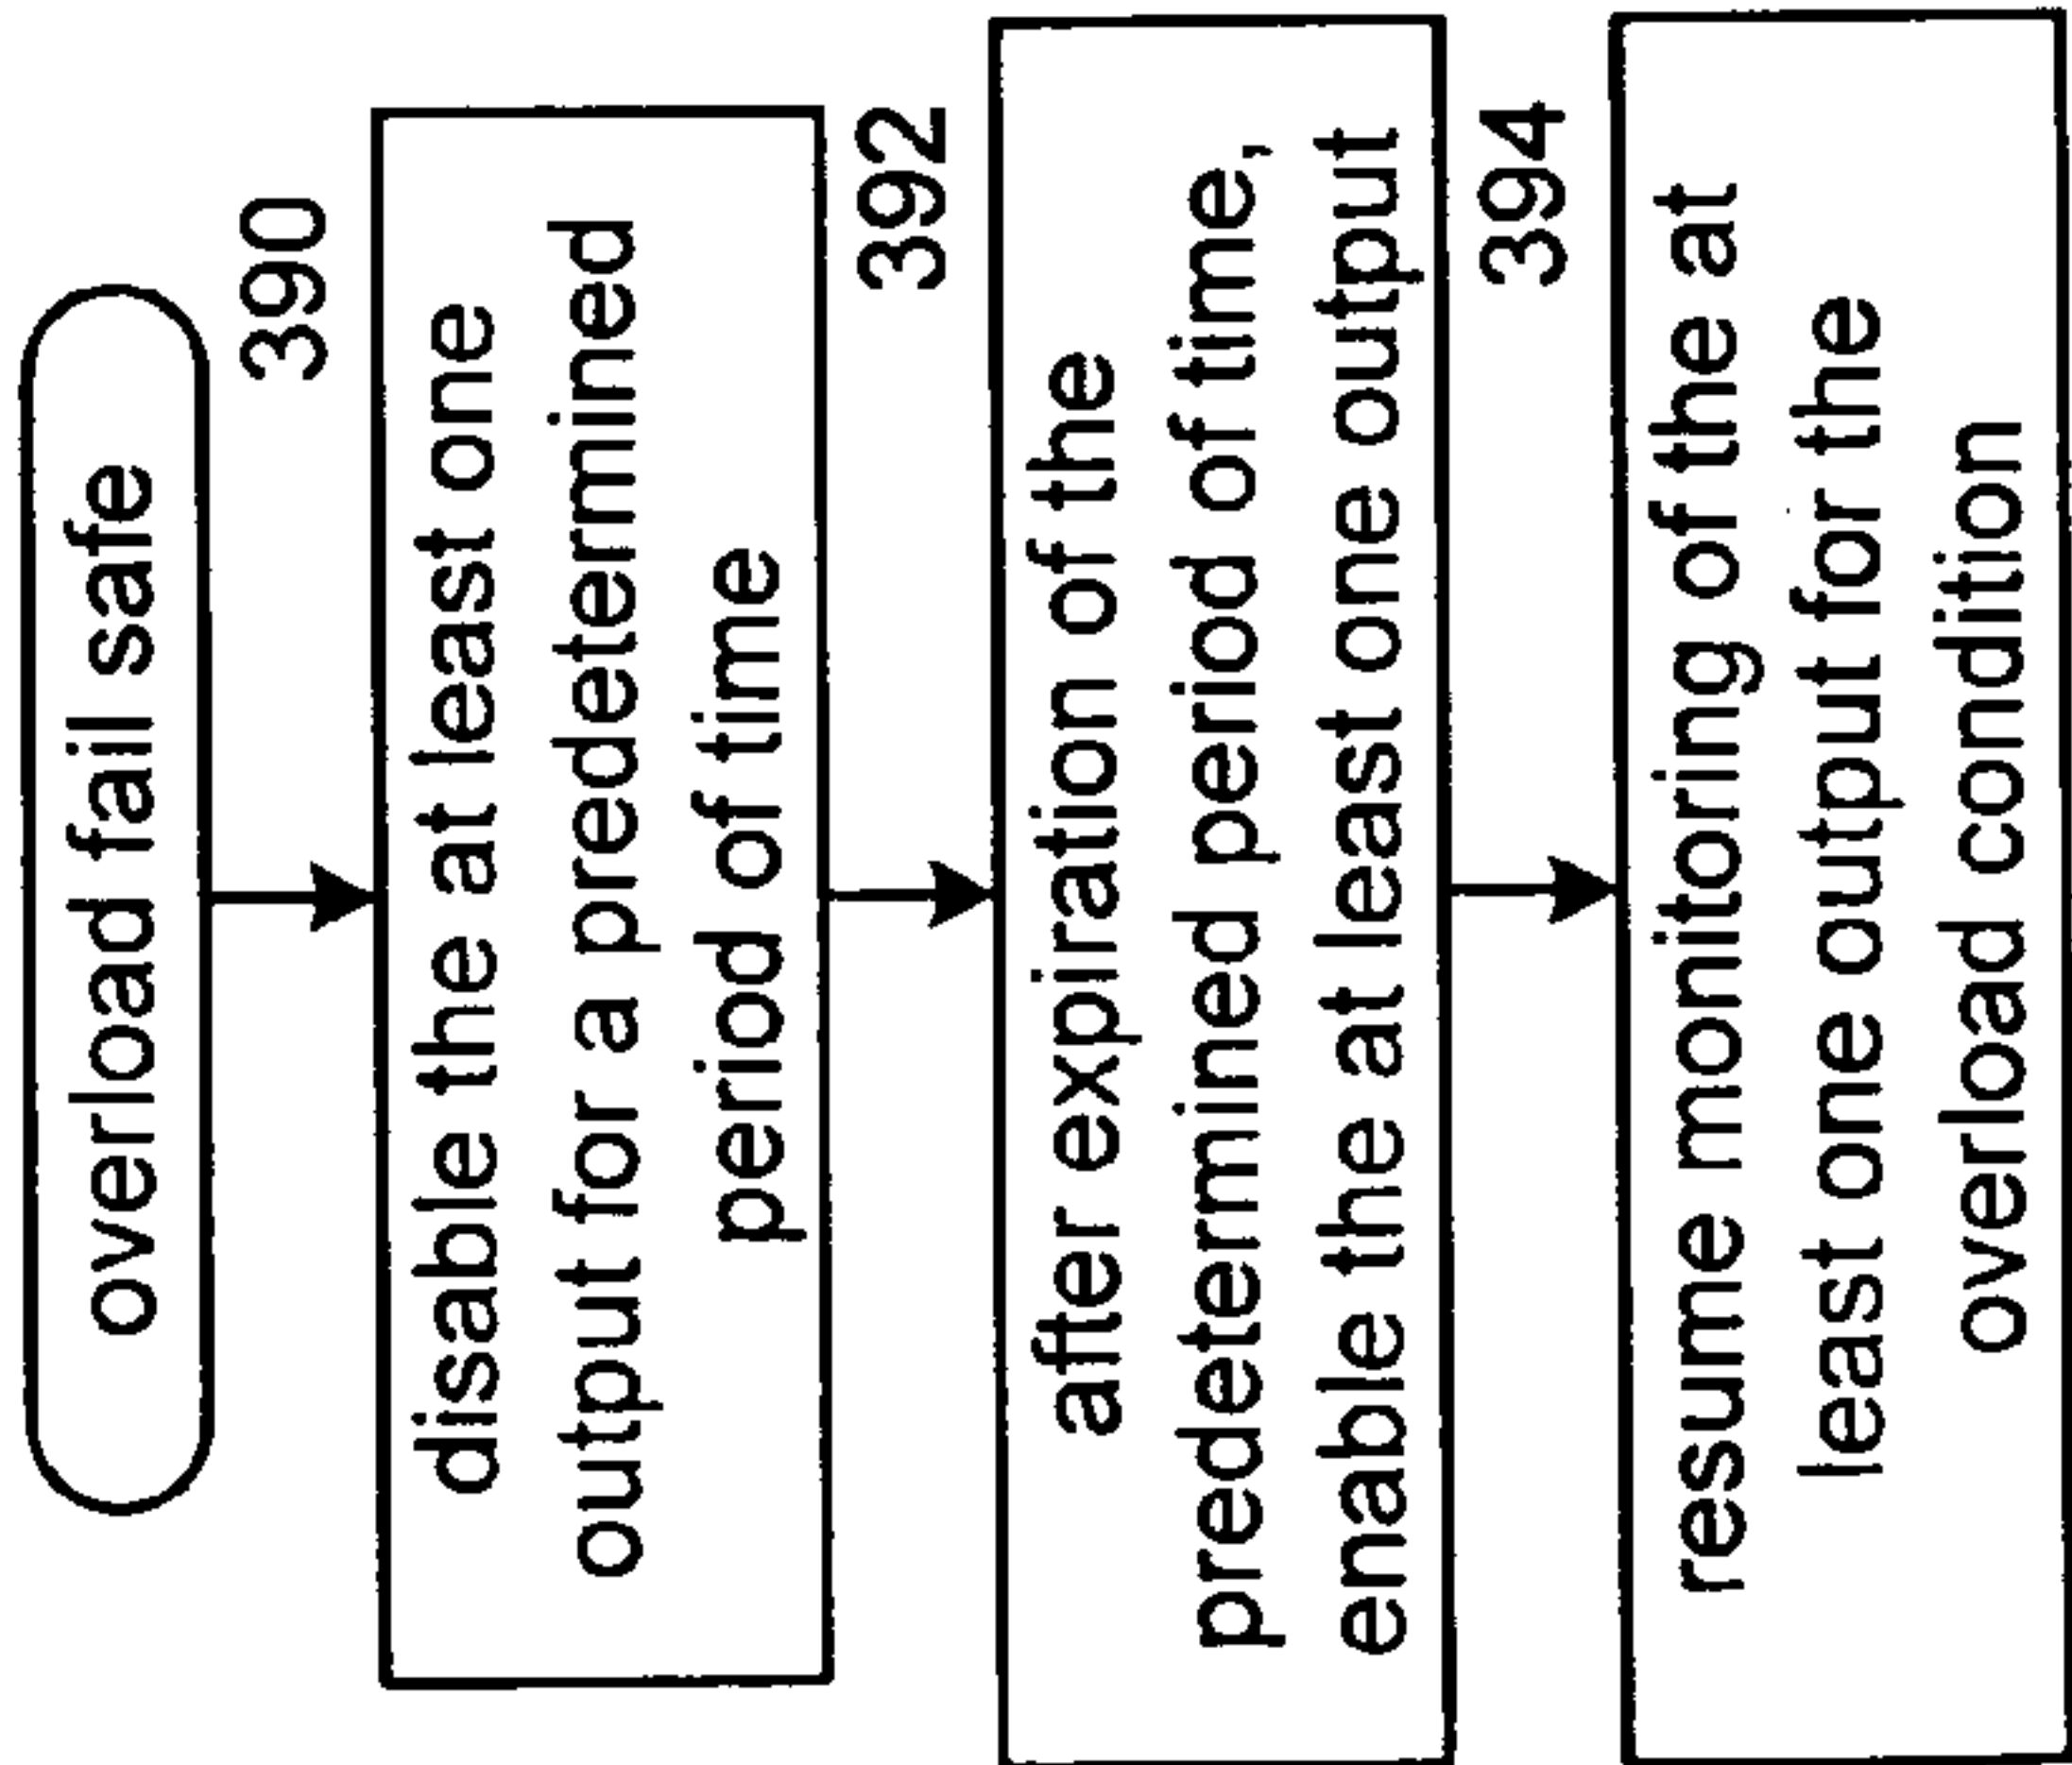 overload fail safe
390
disable the at least one
output for a predetermined
period of time
392
after expiration of the
predetermined period of time,
enable the at least one output
394
resume monitoring of the at
least one output for the
overload condition